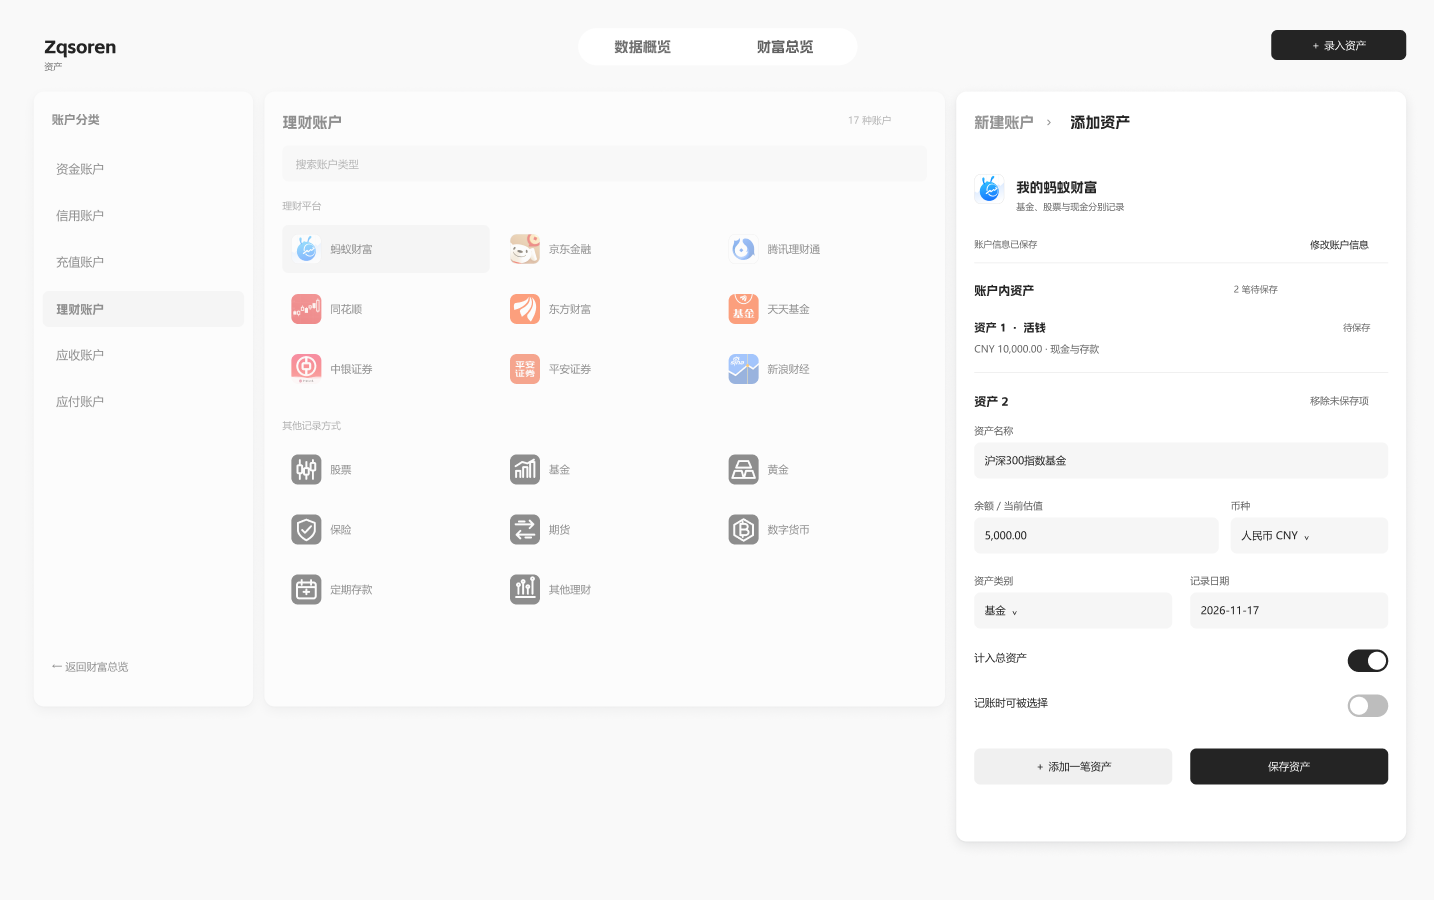 Zqsoren
资产
数据概览
财富总览
+ 录入资产
账户分类
资金账户
信用账户
充值账户
理财账户
应收账户
应付账户
← 返回财富总览
理财账户
17 种账户
搜索账户类型
理财平台
蚂蚁财富
京东金融
腾讯理财通
同花顺
东方财富
基金
天天基金
中银证券
平安
证券
平安证券
新浪财经
其他记录方式
股票
基金
黄金
保险
期货
数字货币
定期存款
其他理财
新建账户 › 添加资产
我的蚂蚁财富
基金、股票与现金分别记录
账户信息已保存
修改账户信息
账户内资产
2 笔待保存
资产 1 · 活钱
待保存
CNY 10,000.00 · 现金与存款
资产 2
移除未保存项
资产名称
沪深300指数基金
余额 / 当前估值
币种
5,000.00
人民币 CNY ⌄
资产类别
记录日期
基金 ⌄
2026-11-17
计入总资产
记账时可被选择
+ 添加一笔资产
保存资产